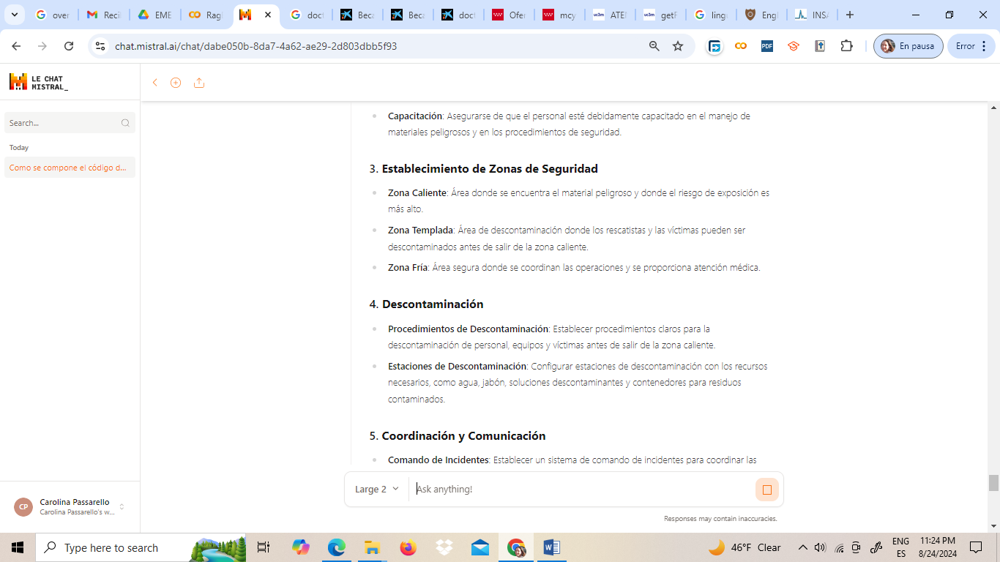 over
Recil
EME
Rag
doct
Beca
Beca
doct
Ofer
mcy
ATEI
getF
ling
Engl
INSA
chat.mistral.ai/chat/dabe050b-8da7-4a62-ae29-2d803dbb5f93
PDF
En pausa
Error
LE CHAT
MISTRAL_
Search...
Today
Como se compone el código d...
Capacitación: Asegurarse de que el personal esté debidamente capacitado en el manejo de
materiales peligrosos y en los procedimientos de seguridad.
3. Establecimiento de Zonas de Seguridad
Zona Caliente: Área donde se encuentra el material peligroso y donde el riesgo de exposición es
más alto.
Zona Templada: Área de descontaminación donde los rescatistas y las víctimas pueden ser
descontaminados antes de salir de la zona caliente.
Zona Fría: Área segura donde se coordinan las operaciones y se proporciona atención médica.
4. Descontaminación
Procedimientos de Descontaminación: Establecer procedimientos claros para la
descontaminación de personal, equipos y víctimas antes de salir de la zona caliente.
Estaciones de Descontaminación: Configurar estaciones de descontaminación con los recursos
necesarios, como agua, jabón, soluciones descontaminantes y contenedores para residuos
contaminados.
5. Coordinación y Comunicación
Comando de Incidentes: Establecer un sistema de comando de incidentes para coordinar las
Large 2
Ask anything!
Responses may contain inaccuracies.
CP
Carolina Passarello
Carolina Passarello's w...
Type here to search
46°F Clear
ENG
ES
11:24 PM
8/24/2024